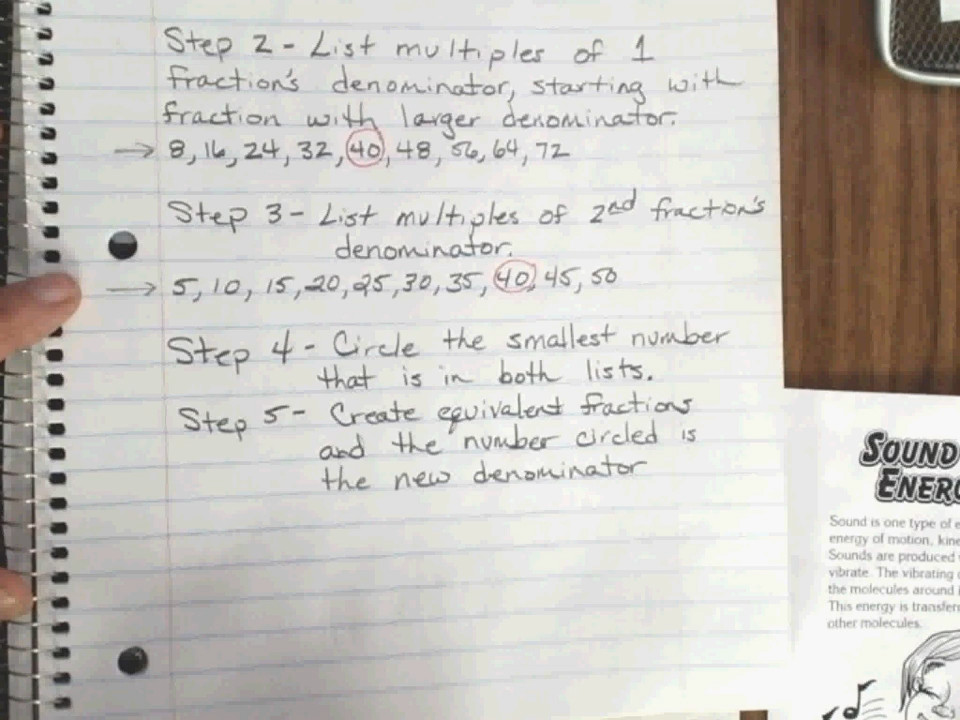 Step 2 - List multiples of 1
fraction's denominator, starting with
fraction with larger denominator.
→ 8, 16, 24, 32, 40, 48, 56, 64, 72
Step 3 - List multiples of 2nd fraction's
denominator.
→ 5, 10, 15, 20, 25, 30, 35, 40, 45, 50
Step 4 - Circle the smallest number
that is in both lists.
Step 5 - Create equivalent fractions
and the number circled is
the new denominator
SOUND
ENERG
Sound is one type of e
energy of motion, kine
Sounds are produced
vibrate. The vibrating
the molecules around
This energy is transfer
other molecules.